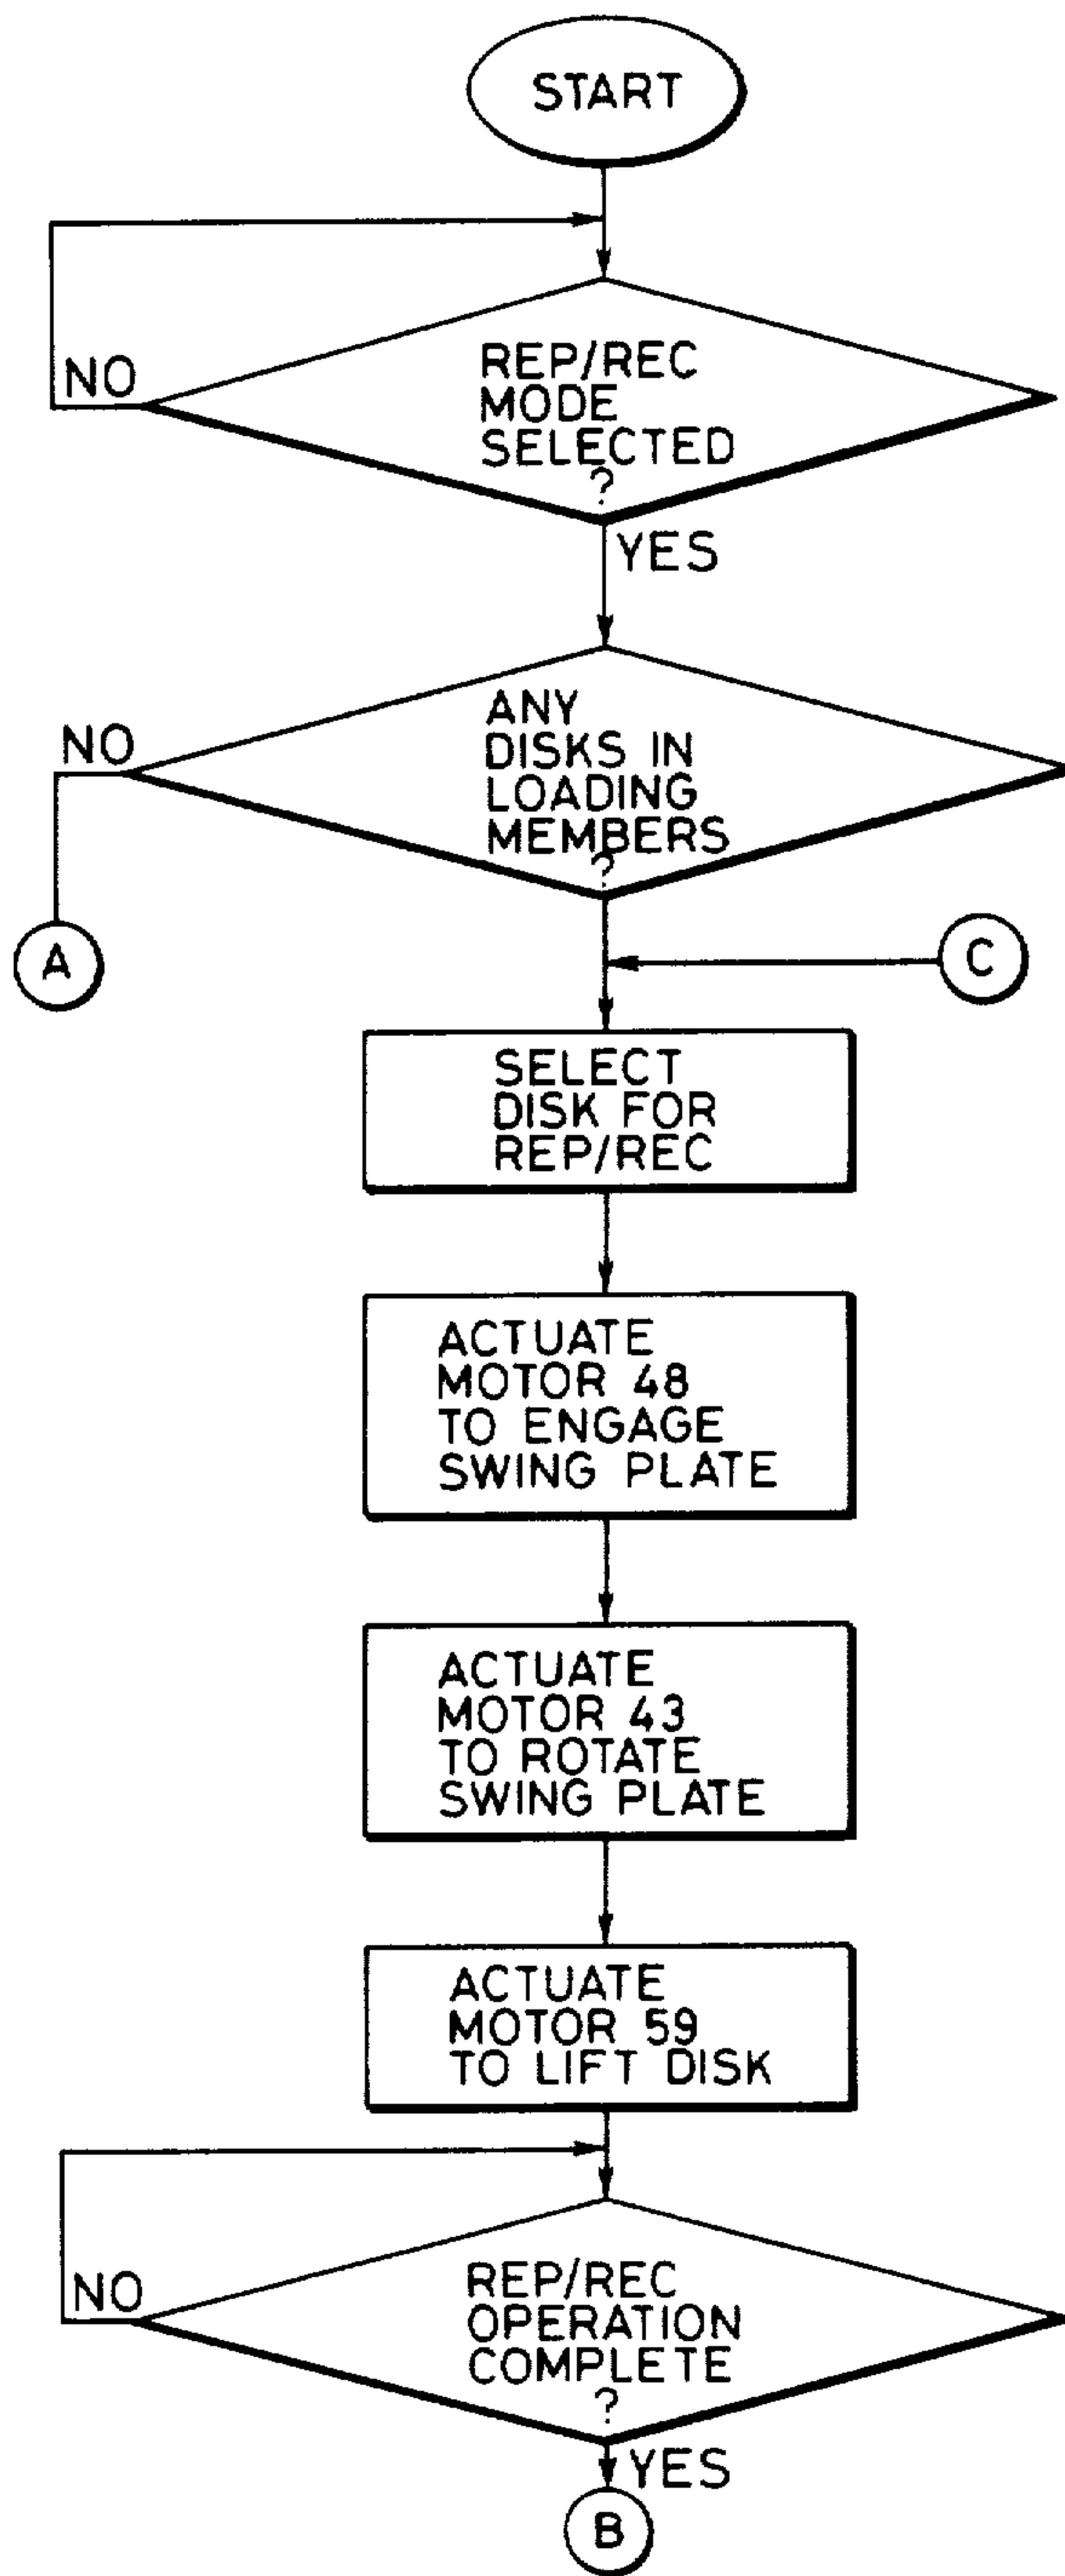 START
REP/REC
MODE
SELECTED
?
NO
YES
ANY
DISKS IN
LOADING
MEMBERS
?
NO
A
C
SELECT
DISK FOR
REP/REC
ACTUATE
MOTOR 48
TO ENGAGE
SWING PLATE
ACTUATE
MOTOR 43
TO ROTATE
SWING PLATE
ACTUATE
MOTOR 59
TO LIFT DISK
REP/REC
OPERATION
COMPLETE
?
NO
YES
B